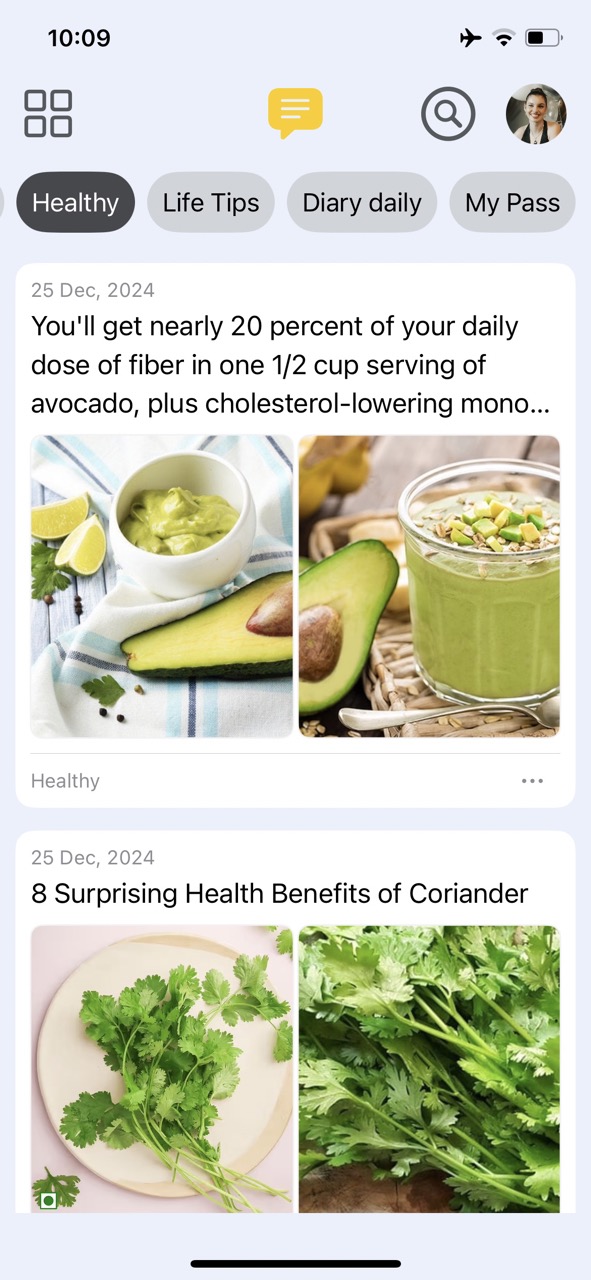 10:09
Healthy
Life Tips
Diary daily
My Pass
25 Dec, 2024
You'll get nearly 20 percent of your daily
dose of fiber in one 1/2 cup serving of
avocado, plus cholesterol-lowering mono...
Healthy
25 Dec, 2024
8 Surprising Health Benefits of Coriander